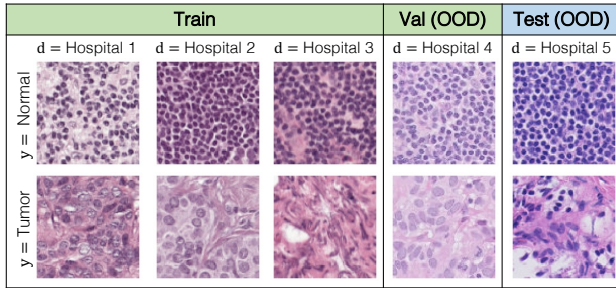 Train
Val (OOD)
Test (OOD)
d = Hospital 1
d = Hospital 2
d = Hospital 3
d = Hospital 4
d = Hospital 5
y = Normal
y = Tumor